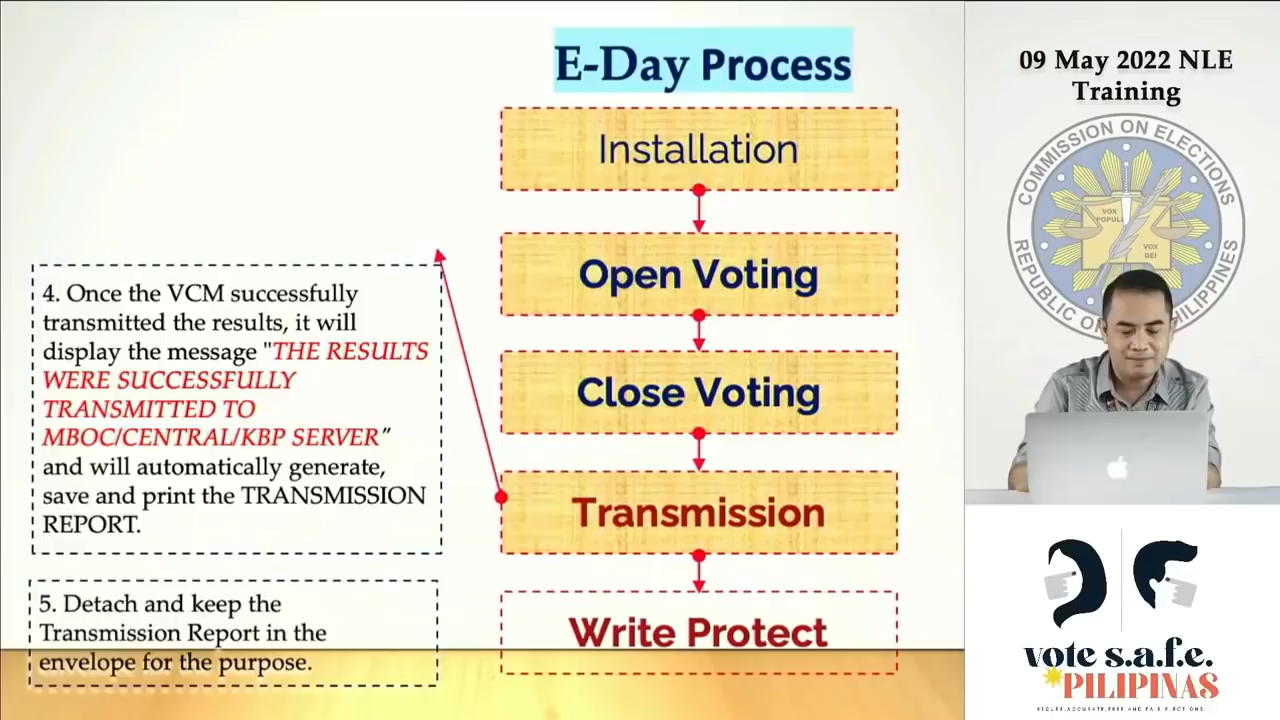 E-Day Process
Installation
Open Voting
Close Voting
Transmission
Write Protect
4. Once the VCM successfully
transmitted the results, it will
display the message "THE RESULTS
WERE SUCCESSFULLY
TRANSMITTED TO
MBOC/CENTRAL/KBP SERVER”
and will automatically generate,
save and print the TRANSMISSION
REPORT.
5. Detach and keep the
Transmission Report in the
envelope for the purpose.
09 May 2022 NLE
Training
COMMISSION ON ELECTIONS
REPUBLIC PHILIPPINES
VOX
VOX
DEI
vote s.a.f.e.
PILIPINAS